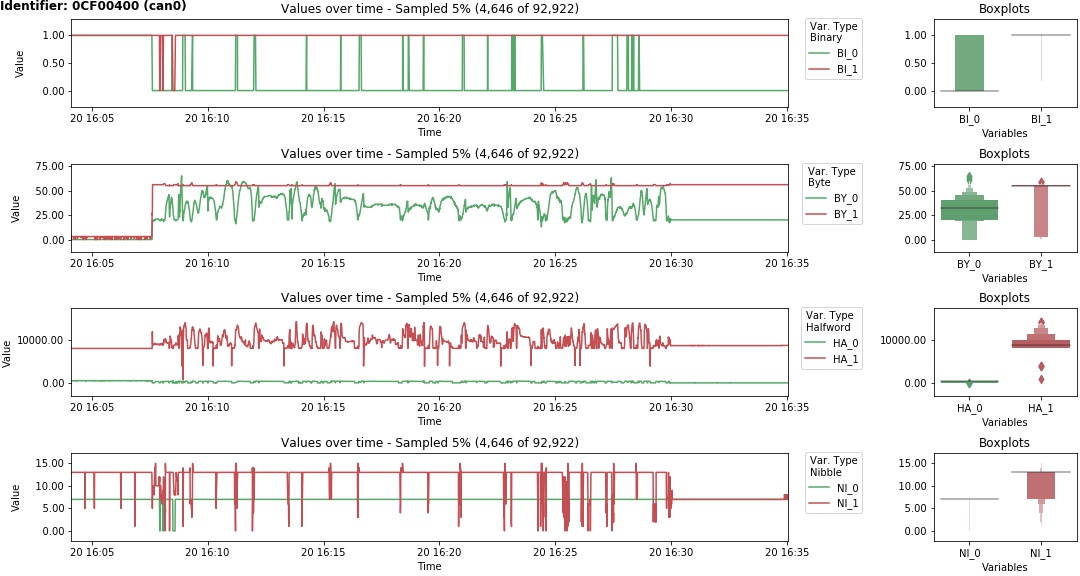 Identifier: 0CF00400 (can0)
Values over time - Sampled 5% (4,646 of 92,922)
Boxplots
Value
1.00
0.50
0.00
20 16:05
20 16:10
20 16:15
20 16:20
20 16:25
20 16:30
20 16:35
Time
Var. Type
Binary
BI_0
BI_1
1.00
0.50
0.00
BI_0
BI_1
Variables
Values over time - Sampled 5% (4,646 of 92,922)
Boxplots
Value
75.00
50.00
25.00
0.00
20 16:05
20 16:10
20 16:15
20 16:20
20 16:25
20 16:30
20 16:35
Time
Var. Type
Byte
BY_0
BY_1
75.00
50.00
25.00
0.00
BY_0
BY_1
Variables
Values over time - Sampled 5% (4,646 of 92,922)
Boxplots
Value
10000.00
0.00
20 16:05
20 16:10
20 16:15
20 16:20
20 16:25
20 16:30
20 16:35
Time
Var. Type
Halfword
HA_0
HA_1
10000.00
0.00
HA_0
HA_1
Variables
Values over time - Sampled 5% (4,646 of 92,922)
Boxplots
Value
15.00
10.00
5.00
0.00
20 16:05
20 16:10
20 16:15
20 16:20
20 16:25
20 16:30
20 16:35
Time
Var. Type
Nibble
NI_0
NI_1
15.00
10.00
5.00
0.00
NI_0
NI_1
Variables